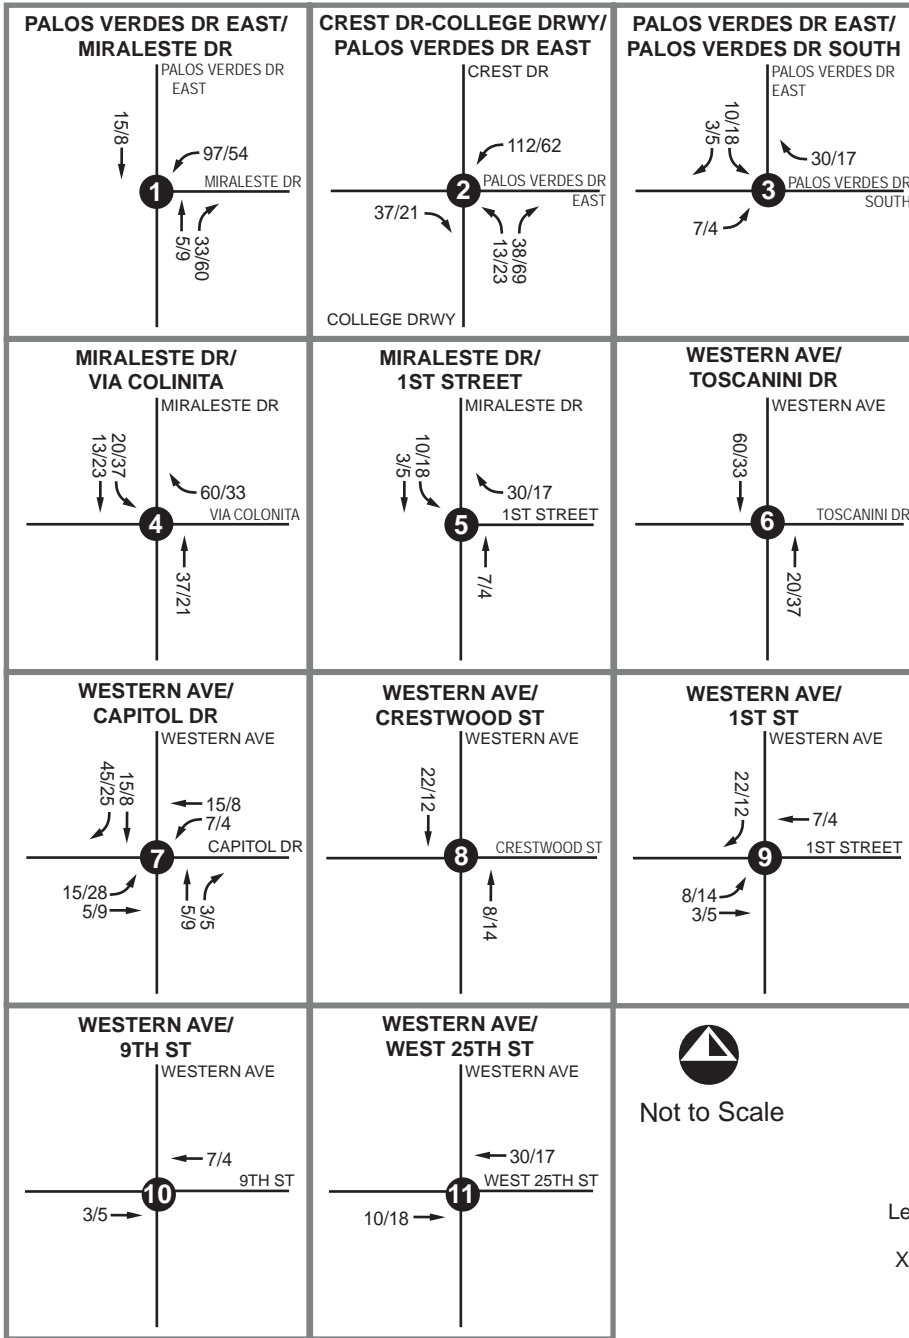 PALOS VERDES DR EAST/
MIRALESTE DR
PALOS VERDES DR
EAST
15/8
97/54
1
MIRALESTE DR
5/9
33/60
CREST DR-COLLEGE DRWY/
PALOS VERDES DR EAST
CREST DR
112/62
2
PALOS VERDES DR
EAST
37/21
13/23
38/69
COLLEGE DRWY
PALOS VERDES DR EAST/
PALOS VERDES DR SOUTH
PALOS VERDES DR
EAST
3/5
10/18
30/17
3
PALOS VERDES DR
SOUTH
7/4
MIRALESTE DR/
VIA COLINITA
MIRALESTE DR
13/23
20/37
60/33
4
VIA COLONITA
37/21
MIRALESTE DR/
1ST STREET
MIRALESTE DR
3/5
10/18
30/17
5
1ST STREET
7/4
WESTERN AVE/
TOSCANINI DR
WESTERN AVE
60/33
6
TOSCANINI DR
20/37
WESTERN AVE/
CAPITOL DR
WESTERN AVE
45/25
15/8
15/8
7/4
7
CAPITOL DR
15/28
5/9
5/9
3/5
WESTERN AVE/
CRESTWOOD ST
WESTERN AVE
22/12
8
CRESTWOOD ST
8/14
WESTERN AVE/
1ST ST
WESTERN AVE
22/12
7/4
9
1ST STREET
8/14
3/5
WESTERN AVE/
9TH ST
WESTERN AVE
7/4
10
9TH ST
3/5
WESTERN AVE/
WEST 25TH ST
WESTERN AVE
30/17
11
WEST 25TH ST
10/18
Not to Scale
Le
X